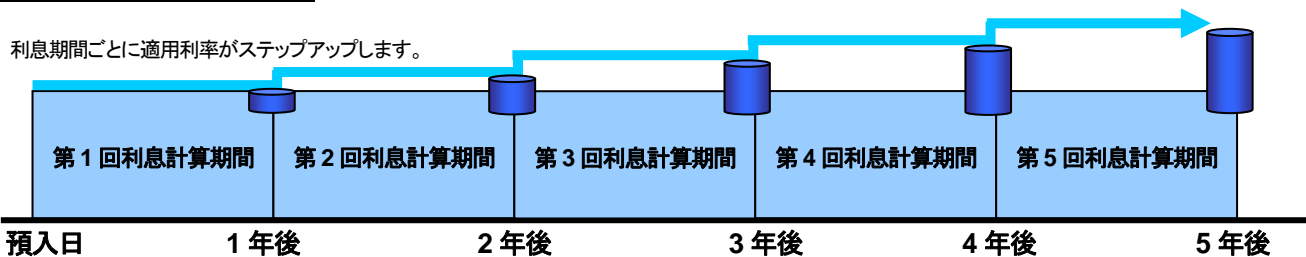 利息期間ごとに適用利率がステップアップします。
第1回利息計算期間 第2回利息計算期間 第3回利息計算期間 第4回利息計算期間 第5回利息計算期間
預入日 1年後 2年後 3年後 4年後 5年後